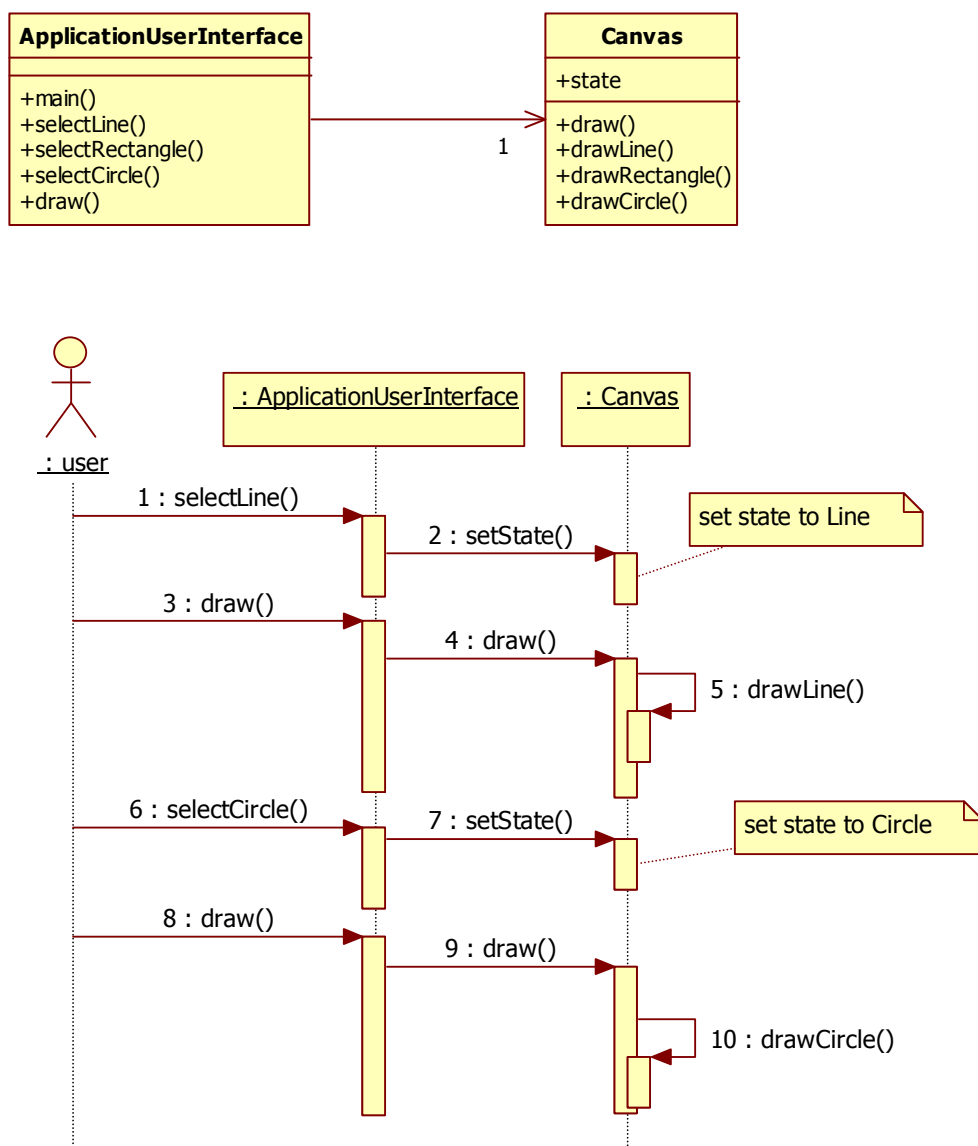 ApplicationUserInterface
+main()
+selectLine()
+selectRectangle()
+selectCircle()
+draw()
1
Canvas
+state
+draw()
+drawLine()
+drawRectangle()
+drawCircle()
: user
: ApplicationUserInterface
: Canvas
1 : selectLine()
2 : setState()
set state to Line
3 : draw()
4 : draw()
5 : drawLine()
6 : selectCircle()
7 : setState()
set state to Circle
8 : draw()
9 : draw()
10 : drawCircle()